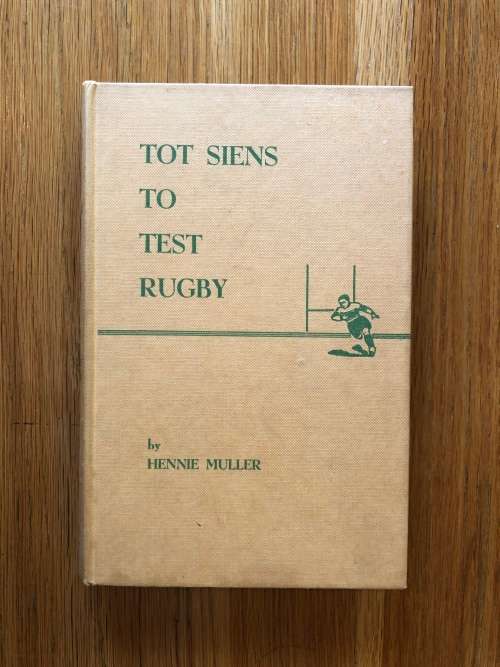 TOT SIENS
TO
TEST
RUGBY
by
HENNIE MULLER